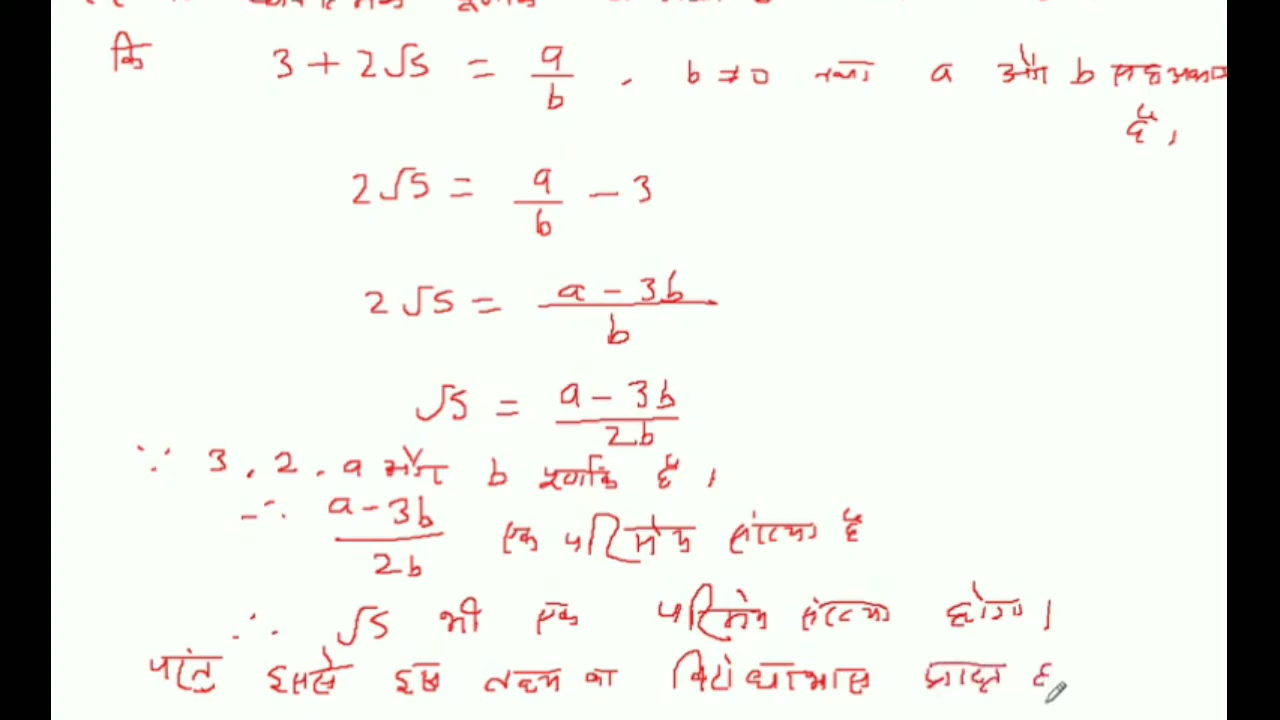 कि 3 + 2√5 = a/b , b ≠ 0 तथा a और b सहअभाज्य
हैं ,
2√5 = a/b - 3
2√5 = (a - 3b)/b
√5 = (a - 3b)/2b
∵ 3 , 2 , a और b पूर्णांक हैं ।
∴ (a - 3b)/2b एक परिमेय संख्या है
∴ √5 भी एक परिमेय संख्या होगी ।
परंतु इससे इस तथ्य का विरोधाभास प्राप्त